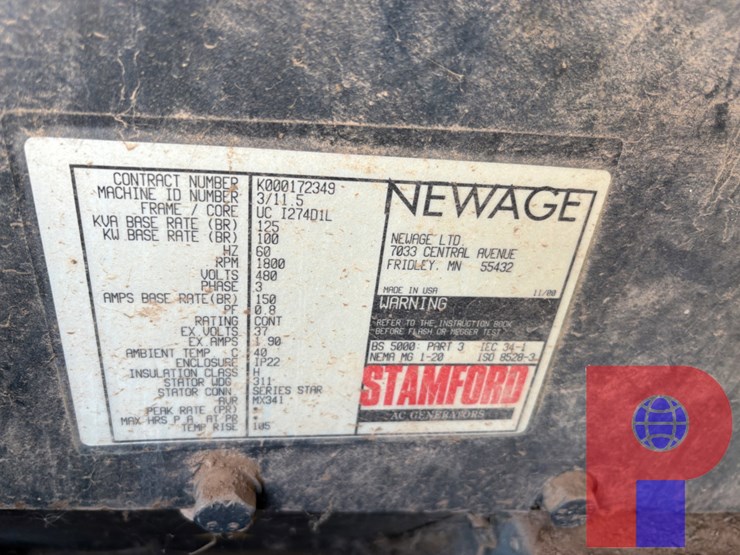 CONTRACT NUMBER K000172349
MACHINE ID NUMBER 3/11.5
FRAME / CORE UC I274D1L
KVA BASE RATE (BR) 125
KW BASE RATE (BR) 100
HZ 60
RPM 1800
VOLTS 480
PHASE 3
AMPS BASE RATE(BR) 150
PF 0.8
RATING CONT
EX VOLTS 37
EX AMPS 1.90
AMBIENT TEMP C 40
ENCLOSURE IP22
INSULATION CLASS H
STATOR WDG 311
STATOR CONN SERIES STAR
AVR MX341
PEAK RATE (PR) *
MAX HRS P A AT PR *
TEMP RISE 105
NEWAGE
NEWAGE LTD
7033 CENTRAL AVENUE
FRIDLEY, MN 55432
MADE IN USA 11/00
WARNING
REFER TO THE INSTRUCTION BOOK
BEFORE FLASH OR MEGGER TEST
BS 5000: PART 3 IEC 34-1
NEMA MG 1-20 ISO 8528-3
STAMFORD
AC GENERATORS